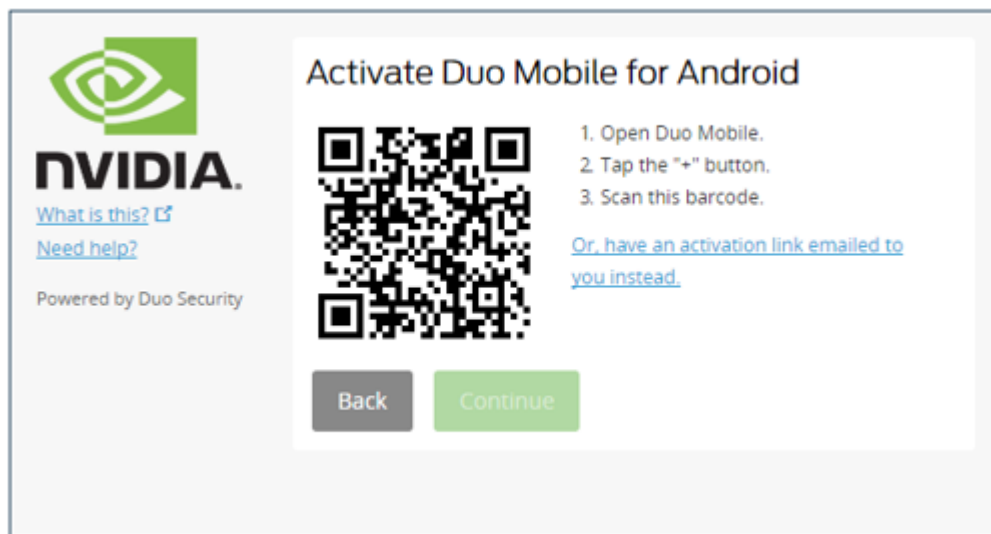 nVIDIA.
What is this?
Need help?
Powered by Duo Security
Activate Duo Mobile for Android
1. Open Duo Mobile.
2. Tap the "+" button.
3. Scan this barcode.
Or, have an activation link emailed to
you instead.
Back
Continue